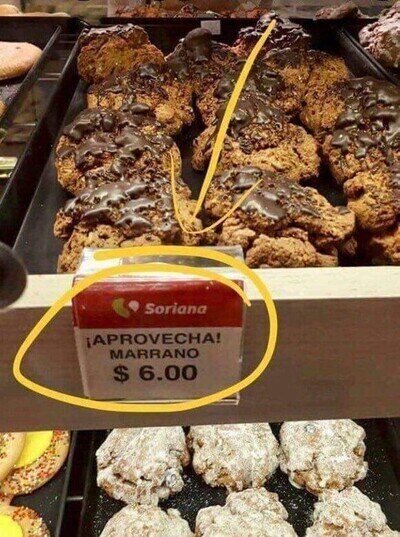 Soriana
¡APROVECHA!
MARRANO
$ 6.00